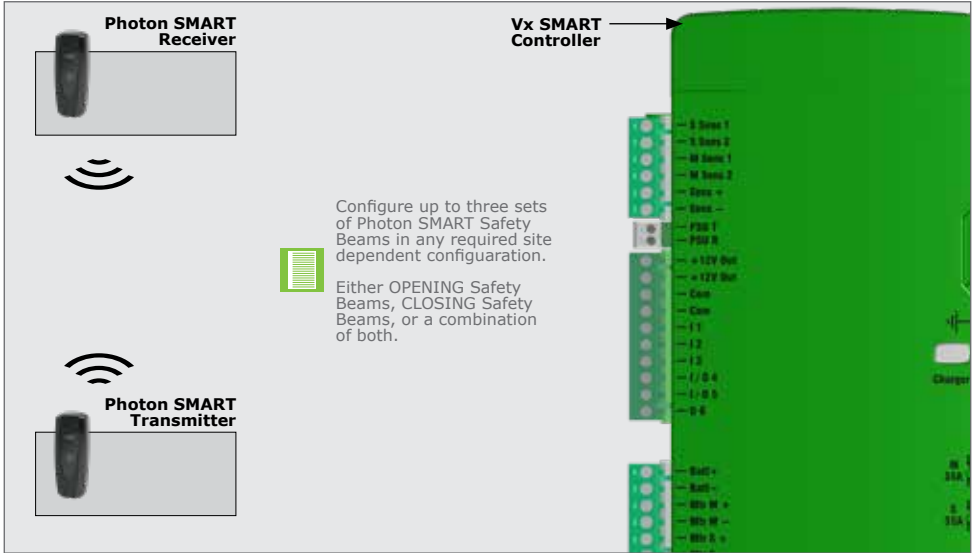 Photon SMART
Receiver
Vx SMART
Controller
S Sens 1
S Sens 2
M Sens 1
M Sens 2
Sens +
Sens –
PSU T
PSU R
+12V Out
+12V Out
Com
Com
I 1
I 2
I 3
I / O 4
I / O 5
O 6
Configure up to three sets
of Photon SMART Safety
Beams in any required site
dependent configuaration.
Either OPENING Safety
Beams, CLOSING Safety
Beams, or a combination
of both.
Charger
Photon SMART
Transmitter
Batt+
Batt–
Mtr M +
Mtr M –
Mtr S +
M
S